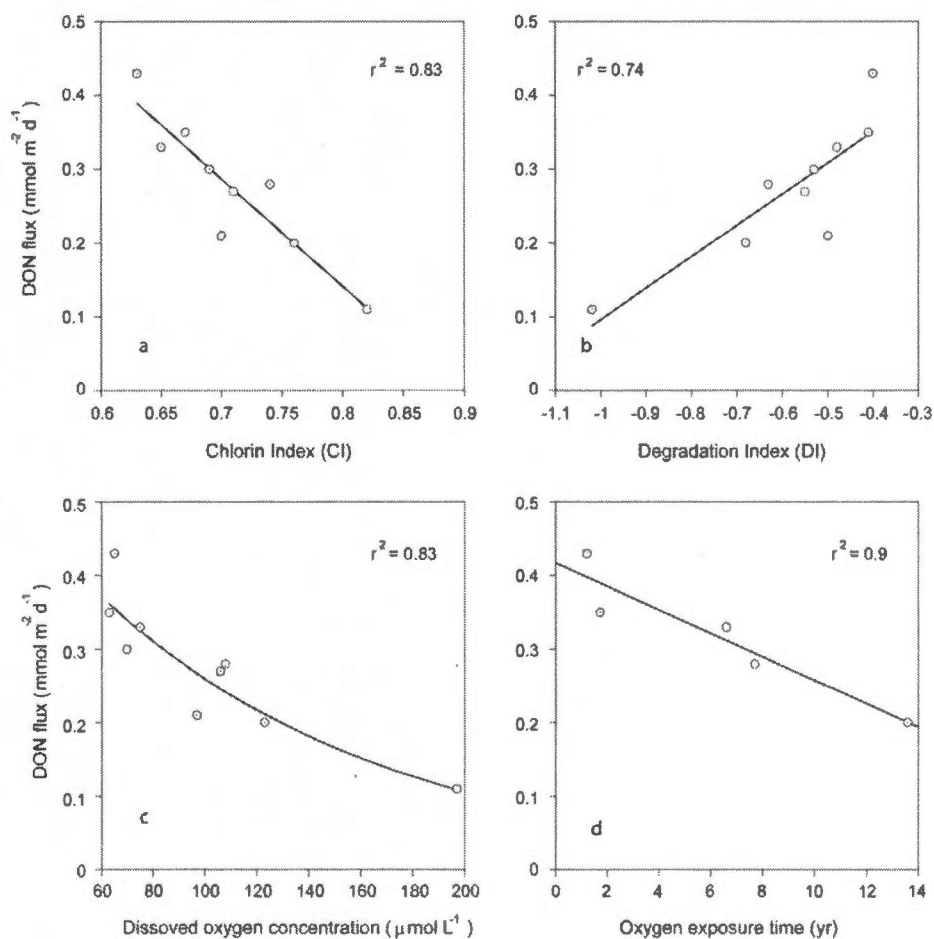 0.5
0.4
0.3
0.2
0.1
0
DON flux (mmol m-2 d-1)
r2 = 0.83
a
0.6 0.65 0.7 0.75 0.8 0.85 0.9
Chlorin Index (CI)
0.5
0.4
0.3
0.2
0.1
0
r2 = 0.74
b
-1.1 -1 -0.9 -0.8 -0.7 -0.6 -0.5 -0.4 -0.3
Degradation Index (DI)
0.5
0.4
0.3
0.2
0.1
0
DON flux (mmol m-2 d-1)
r2 = 0.83
c
60 80 100 120 140 160 180 200
Dissoved oxygen concentration (μmol L-1)
0.5
0.4
0.3
0.2
0.1
0
r2 = 0.9
d
0 2 4 6 8 10 12 14
Oxygen exposure time (yr)